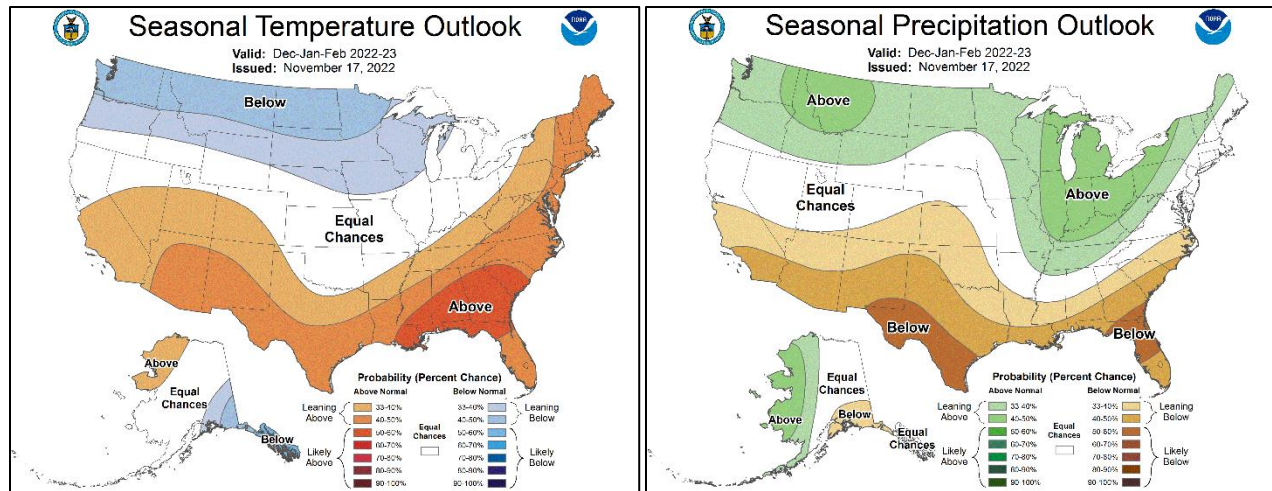 Seasonal Temperature Outlook
NOAA
Valid: Dec-Jan-Feb 2022-23
Issued: November 17, 2022
Below
Equal
Chances
Above
Above
Equal
Chances
Below
Probability (Percent Chance)
Above Normal
Below Normal
Leaning
Above
33-40%
40-50%
Likely
Above
50-60%
60-70%
70-80%
80-90%
90-100%
Equal
Chances
33-40%
40-50%
Leaning
Below
50-60%
60-70%
70-80%
80-90%
90-100%
Likely
Below
Seasonal Precipitation Outlook
NOAA
Valid: Dec-Jan-Feb 2022-23
Issued: November 17, 2022
Above
Above
Equal
Chances
Below
Below
Above
Equal
Chances
Below
Equal
Chances
Probability (Percent Chance)
Above Normal
Below Normal
Leaning
Above
33-40%
40-50%
Likely
Above
50-60%
60-70%
70-80%
80-90%
90-100%
Equal
Chances
33-40%
40-50%
Leaning
Below
50-60%
60-70%
70-80%
80-90%
90-100%
Likely
Below